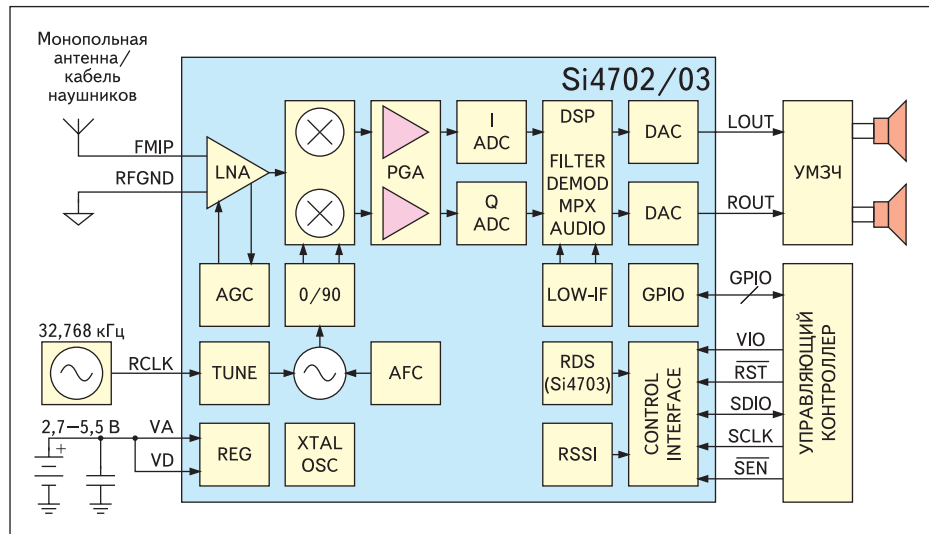 Монопольная
антенна/
кабель
наушников
Si4702/03
FMIP
RFGND
LNA
PGA
I
ADC
Q
ADC
DSP
FILTER
DEMOD
MPX
AUDIO
DAC
DAC
LOUT
ROUT
УМЗЧ
AGC
0/90
LOW-IF
GPIO
GPIO
32,768 кГц
RCLK
TUNE
AFC
RDS
(Si4703)
CONTROL
INTERFACE
VIO
RST
SDIO
SCLK
SEN
УПРАВЛЯЮЩИЙ
КОНТРОЛЛЕР
2,7–5,5 В
+
VA
VD
REG
XTAL
OSC
RSSI